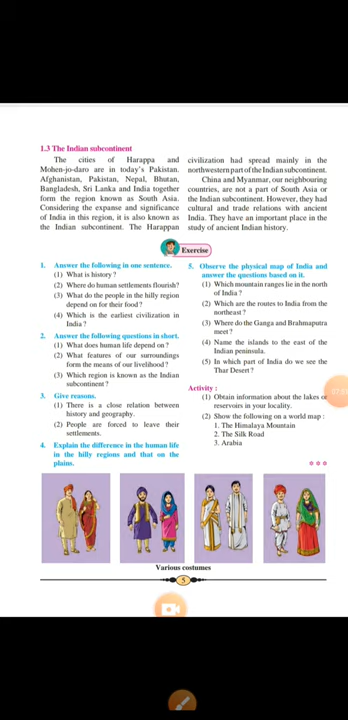 1.3 The Indian subcontinent
The cities of Harappa and
Mohen-jo-daro are in today's Pakistan.
Afghanistan, Pakistan, Nepal, Bhutan,
Bangladesh, Sri Lanka and India together
form the region known as South Asia.
Considering the expanse and significance
of India in this region, it is also known as
the Indian subcontinent. The Harappan
civilization had spread mainly in the
northwestern part of the Indian subcontinent.
China and Myanmar, our neighbouring
countries, are not a part of South Asia or
the Indian subcontinent. However, they had
cultural and trade relations with ancient
India. They have an important place in the
study of ancient Indian history.
Exercise
1. Answer the following in one sentence.
(1) What is history ?
(2) Where do human settlements flourish?
(3) What do the people in the hilly region
depend on for their food ?
(4) Which is the earliest civilization in
India ?
2. Answer the following questions in short.
(1) What does human life depend on ?
(2) What features of our surroundings
form the means of our livelihood ?
(3) Which region is known as the Indian
subcontinent ?
3. Give reasons.
(1) There is a close relation between
history and geography.
(2) People are forced to leave their
settlements.
4. Explain the difference in the human life
in the hilly regions and that on the
plains.
5. Observe the physical map of India and
answer the questions based on it.
(1) Which mountain ranges lie in the north
of India ?
(2) Which are the routes to India from the
northeast ?
(3) Where do the Ganga and Brahmaputra
meet ?
(4) Name the islands to the east of the
Indian peninsula.
(5) In which part of India do we see the
Thar Desert ?
Activity :
(1) Obtain information about the lakes or
reservoirs in your locality.
(2) Show the following on a world map :
1. The Himalaya Mountain
2. The Silk Road
3. Arabia
Various costumes
5